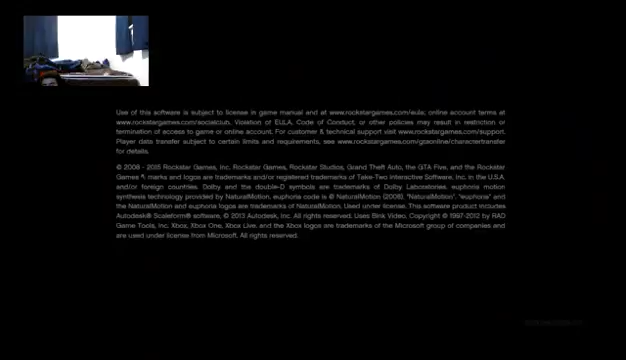 Use of this software is subject to license in game manual and at www.rockstargames.com/eula; online account terms at
www.rockstargames.com/socialclub. Violation of EULA, Code of Conduct, or other policies may result in restriction or
termination of access to game or online account. For customer & technical support visit www.rockstargames.com/support.
Player data transfer subject to certain limits and requirements, see www.rockstargames.com/gtaonline/charactertransfer
for details.
© 2008 - 2015 Rockstar Games, Inc. Rockstar Games, Rockstar Studios, Grand Theft Auto, the GTA Five, and the Rockstar
Games R* marks and logos are trademarks and/or registered trademarks of Take-Two Interactive Software, Inc. in the U.S.A.
and/or foreign countries. Dolby and the double-D symbols are trademarks of Dolby Laboratories. euphoria motion
synthesis technology provided by NaturalMotion. euphoria code is © NaturalMotion (2008). "NaturalMotion", "euphoria" and
the NaturalMotion and euphoria logos are trademarks of NaturalMotion. Used under license. This software product includes
Autodesk® Scaleform® software, © 2013 Autodesk, Inc. All rights reserved. Uses Bink Video. Copyright © 1997-2012 by RAD
Game Tools, Inc. Xbox, Xbox One, Xbox Live, and the Xbox logos are trademarks of the Microsoft group of companies and
are used under license from Microsoft. All rights reserved.